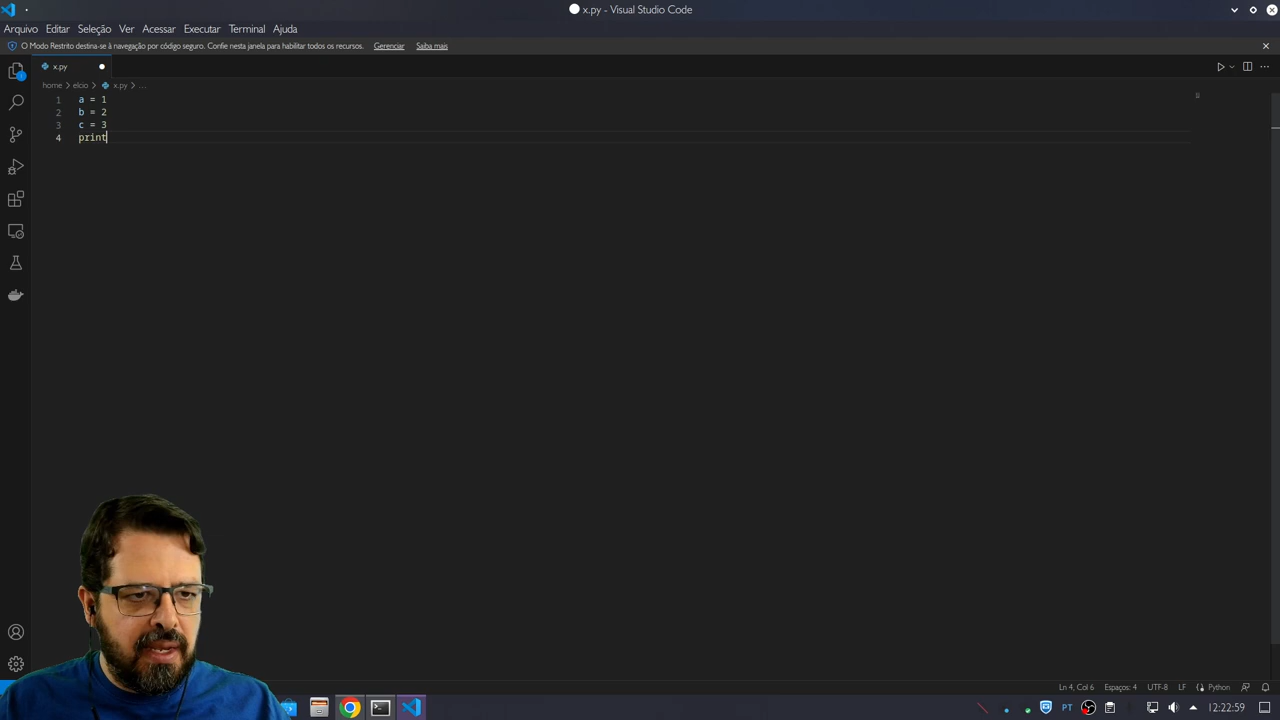 x.py - Visual Studio Code
Arquivo Editar Seleção Ver Acessar Executar Terminal Ajuda
O Modo Restrito destina-se à navegação por código seguro. Confie nesta janela para habilitar todos os recursos. Gerenciar Saiba mais
x.py
home > elcio > x.py > ...
1 a = 1
2 b = 2
3 c = 3
4 print
Ln 4, Col 6 Espaços: 4 UTF-8 LF Python
PT 12:22:59